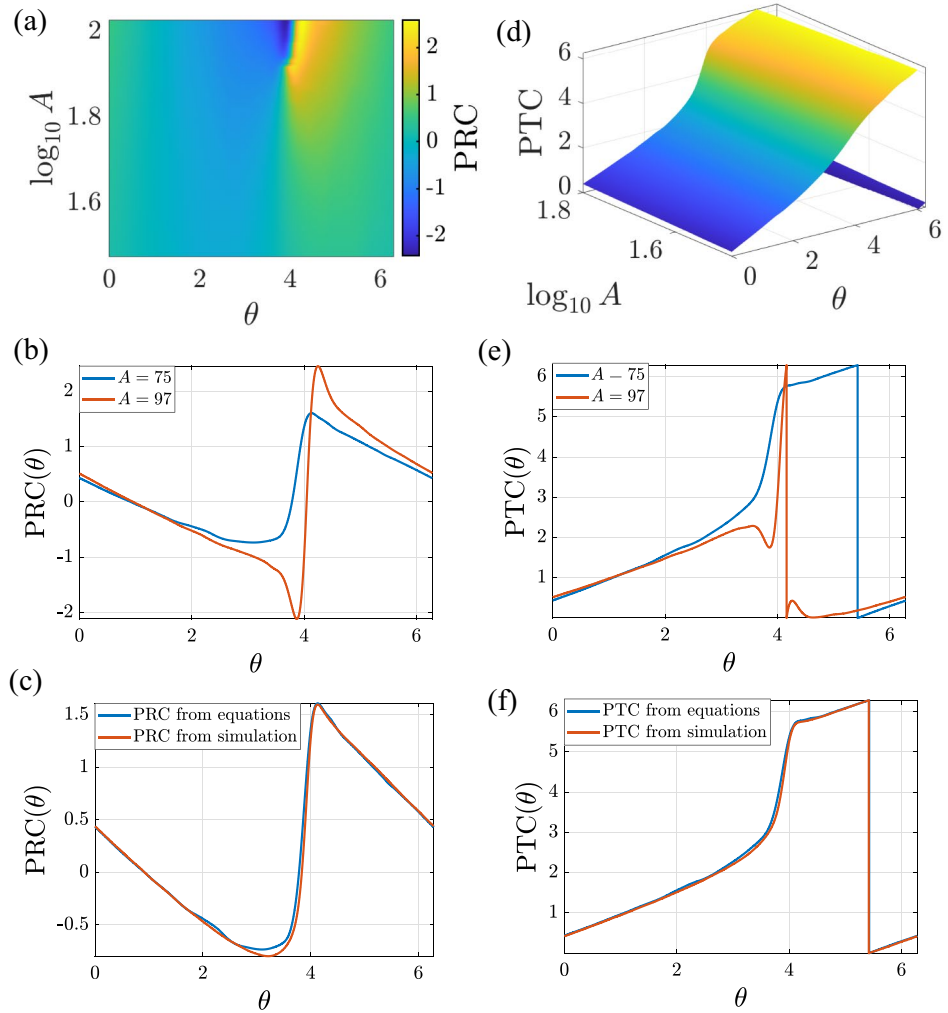 (a)
log₁₀ A
1.8
1.6
0
2
4
6
θ
2
1
0
-1
-2
PRC
(d)
PTC
6
4
2
0
1.8
1.6
log₁₀ A
0
2
4
6
θ
(b)
A = 75
A = 97
PRC(θ)
2
1
0
-1
-2
0
2
4
6
θ
(e)
A − 75
A = 97
PTC(θ)
6
5
4
3
2
1
0
2
4
6
θ
(c)
PRC from equations
PRC from simulation
PRC(θ)
1.5
1
0.5
0
-0.5
0
2
4
6
θ
(f)
PTC from equations
PTC from simulation
PTC(θ)
6
5
4
3
2
1
0
2
4
6
θ